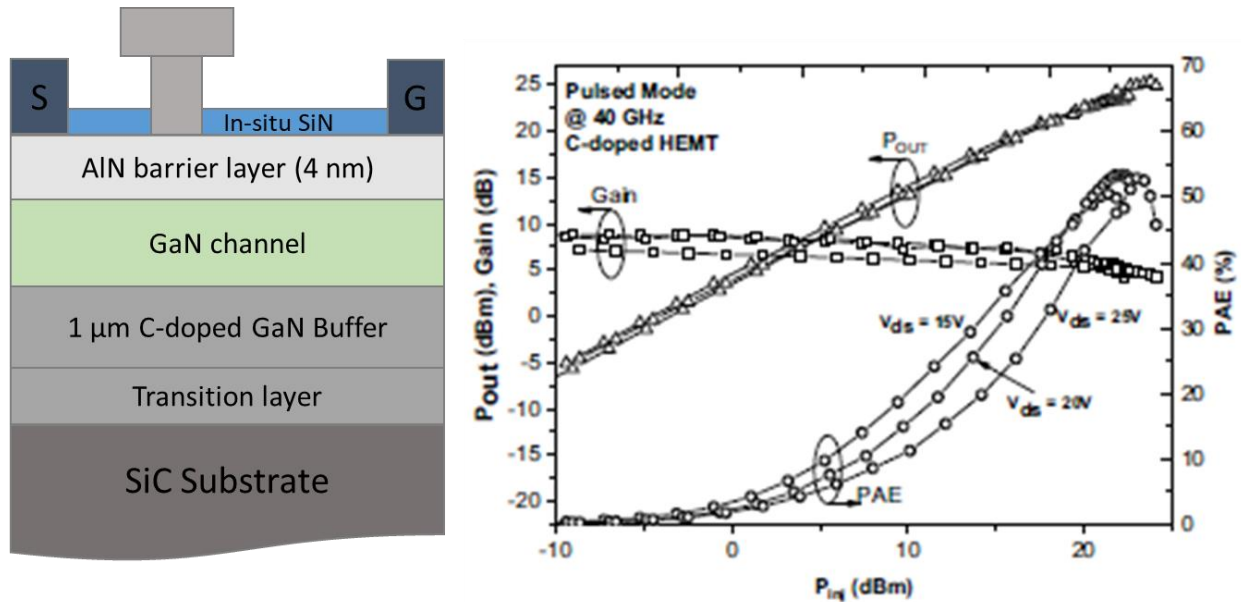 S
G
In-situ SiN
AlN barrier layer (4 nm)
GaN channel
1 µm C-doped GaN Buffer
Transition layer
SiC Substrate
Pulsed Mode
@ 40 GHz
C-doped HEMT
POUT
Gain
Vds = 15V
Vds = 25V
Vds = 20V
PAE
POut (dBm), Gain (dB)
25
20
15
10
5
0
-5
-10
-15
-20
70
60
50
40
30
20
10
0
PAE (%)
-10
0
10
20
Pinj (dBm)